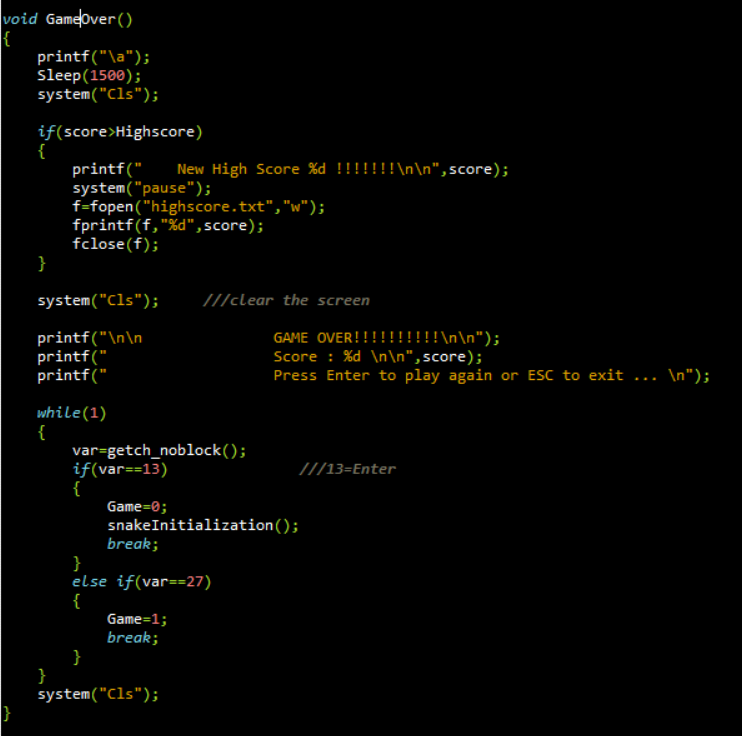 void GameOver()
{
    printf("\a");
    Sleep(1500);
    system("Cls");

    if(score>Highscore)
    {
        printf("    New High Score %d !!!!!!!\n\n",score);
        system("pause");
        f=fopen("highscore.txt","w");
        fprintf(f,"%d",score);
        fclose(f);
    }

    system("Cls");     ///clear the screen

    printf("\n\n               GAME OVER!!!!!!!!!!\n\n");
    printf("                   Score : %d \n\n",score);
    printf("                   Press Enter to play again or ESC to exit ... \n");

    while(1)
    {
        var=getch_noblock();
        if(var==13)               ///13=Enter
        {
            Game=0;
            snakeInitialization();
            break;
        }
        else if(var==27)
        {
            Game=1;
            break;
        }
    }
    system("Cls");
}